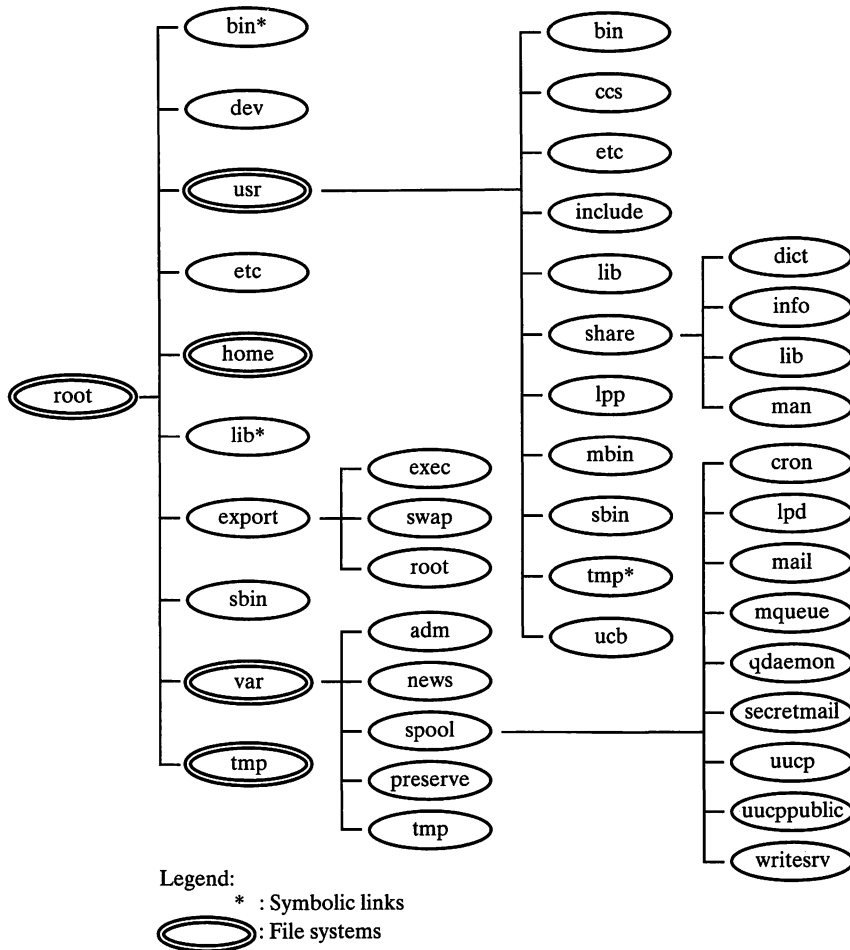 root
bin*
dev
usr
etc
home
lib*
export
sbin
var
tmp
exec
swap
root
adm
news
spool
preserve
tmp
bin
ccs
etc
include
lib
share
lpp
mbin
sbin
tmp*
ucb
dict
info
lib
man
cron
lpd
mail
mqueue
qdaemon
secretmail
uucp
uucppublic
writesrv
Legend:
* : Symbolic links
: File systems